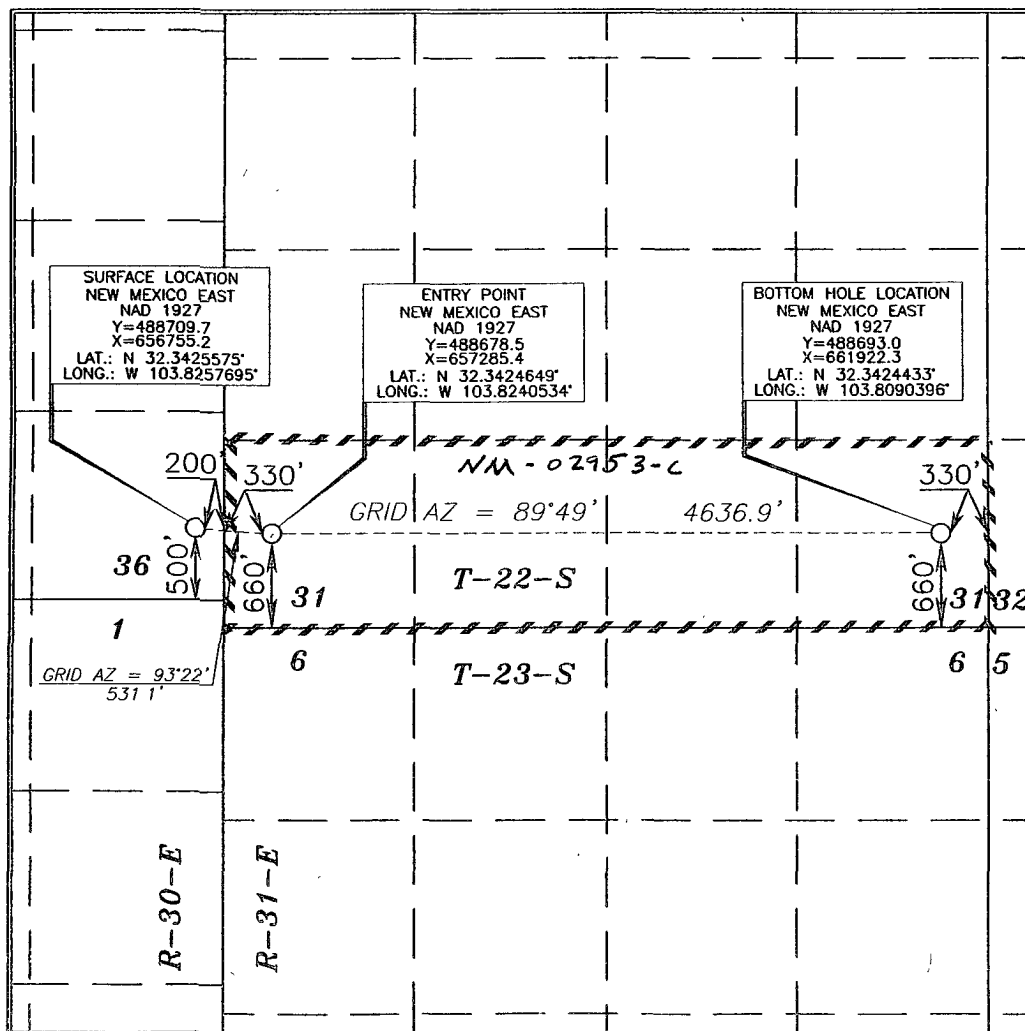 SURFACE LOCATION
NEW MEXICO EAST
NAD 1927
Y=488709.7
X=656755.2
LAT.: N 32.3425575°
LONG.: W 103.8257695°
ENTRY POINT
NEW MEXICO EAST
NAD 1927
Y=488678.5
X=657285.4
LAT.: N 32.3424649°
LONG.: W 103.8240534°
BOTTOM HOLE LOCATION
NEW MEXICO EAST
NAD 1927
Y=488693.0
X=661922.3
LAT.: N 32.3424433°
LONG.: W 103.8090396°
NM-02953-C
200'
330'
330'
GRID AZ = 89°49'
4636.9'
36
500'
660'
31
T-22-S
660'
31
32
1
6
T-23-S
6
5
GRID AZ = 93°22'
531 1'
R-30-E
R-31-E